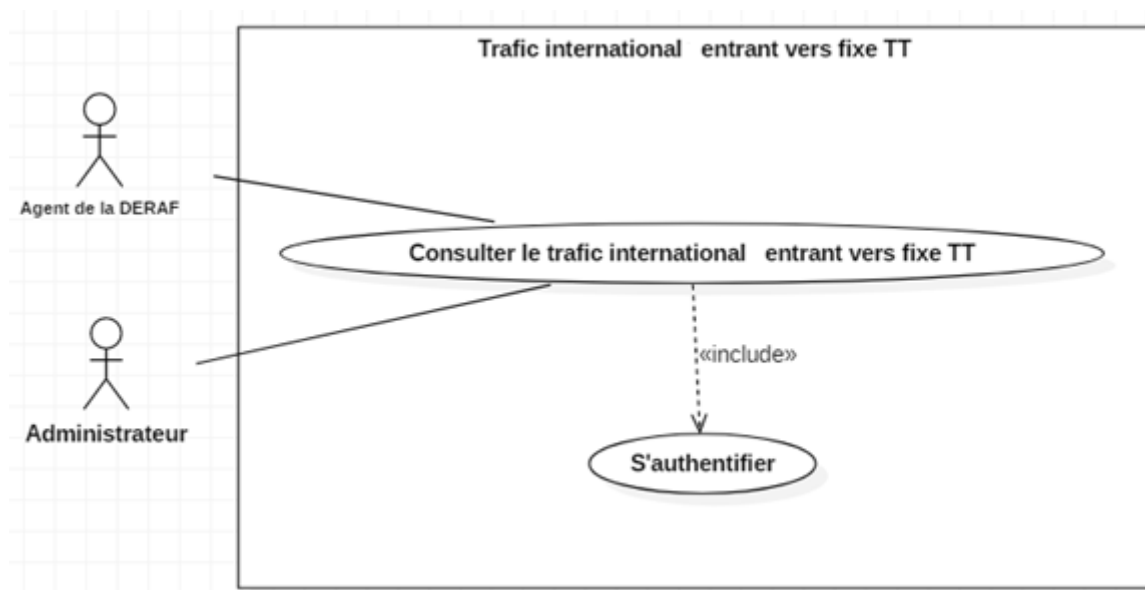 Trafic international entrant vers fixe TT
Agent de la DERAF
Consulter le trafic international entrant vers fixe TT
«include»
Administrateur
S'authentifier